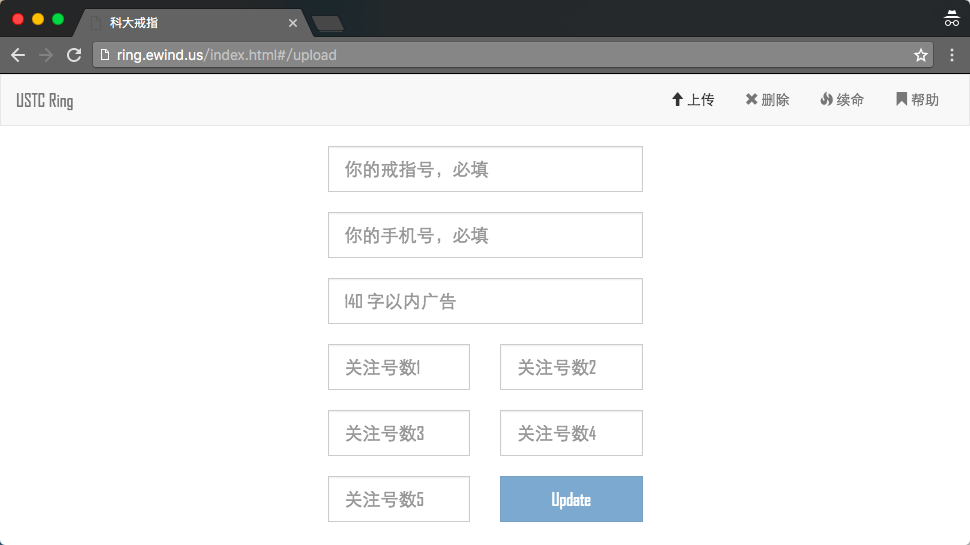 科大戒指
ring.ewind.us/index.html#/upload
USTC Ring 上传 删除 续命 帮助
你的戒指号，必填
你的手机号，必填
140 字以内广告
关注号数1 关注号数2
关注号数3 关注号数4
关注号数5 Update